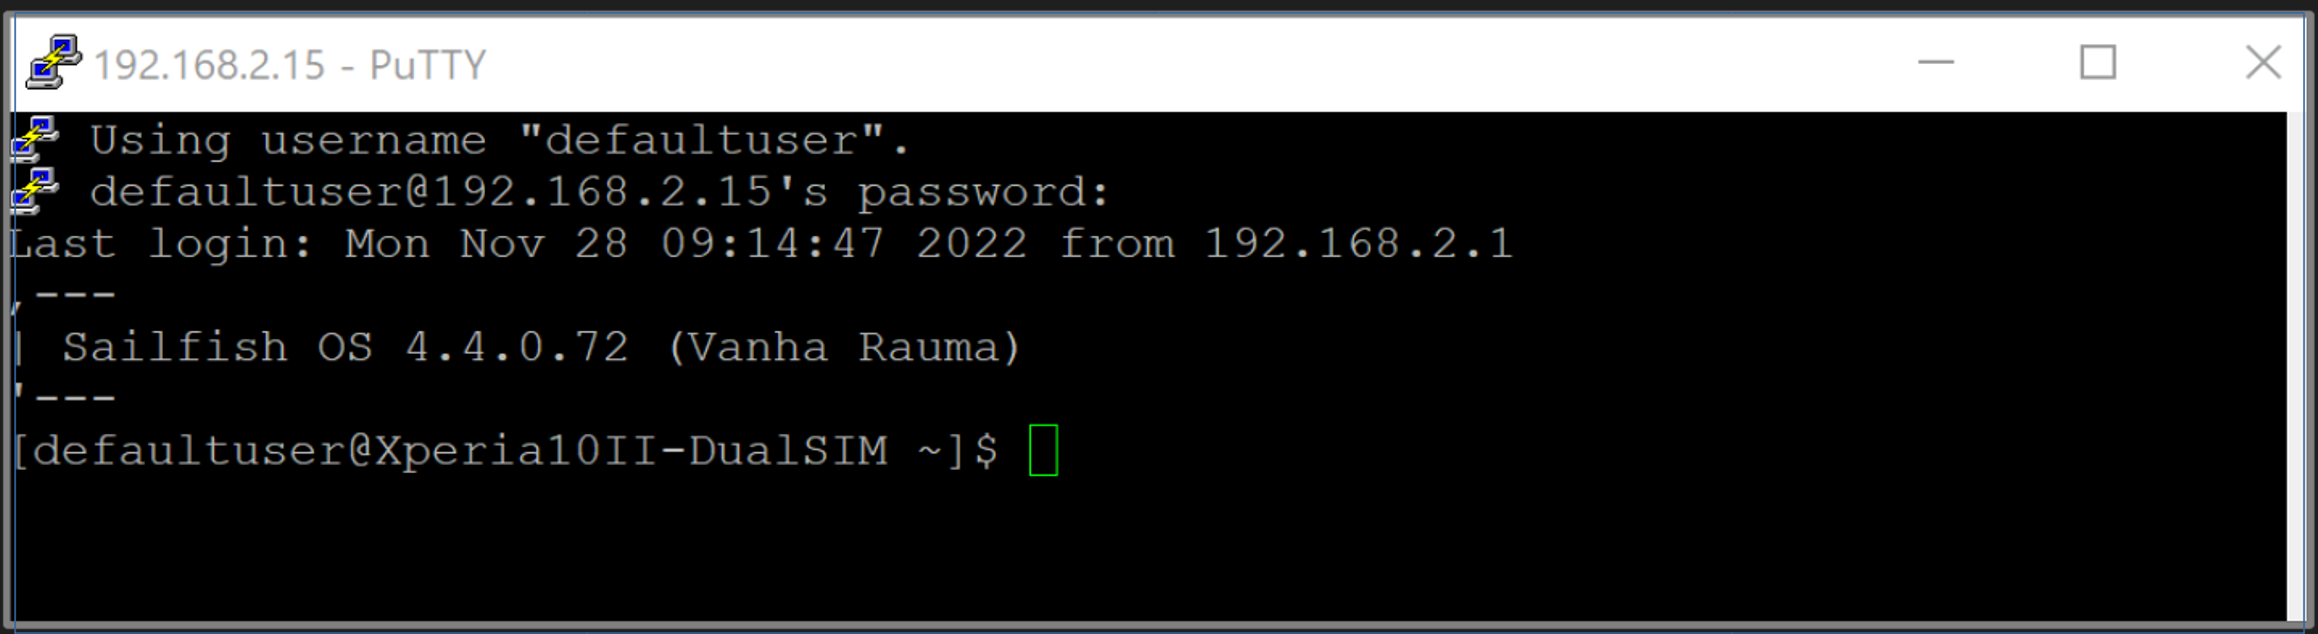 192.168.2.15 - PuTTY
Using username "defaultuser".
defaultuser@192.168.2.15's password:
Last login: Mon Nov 28 09:14:47 2022 from 192.168.2.1
,---
| Sailfish OS 4.4.0.72 (Vanha Rauma)
'---
[defaultuser@Xperia10II-DualSIM ~]$